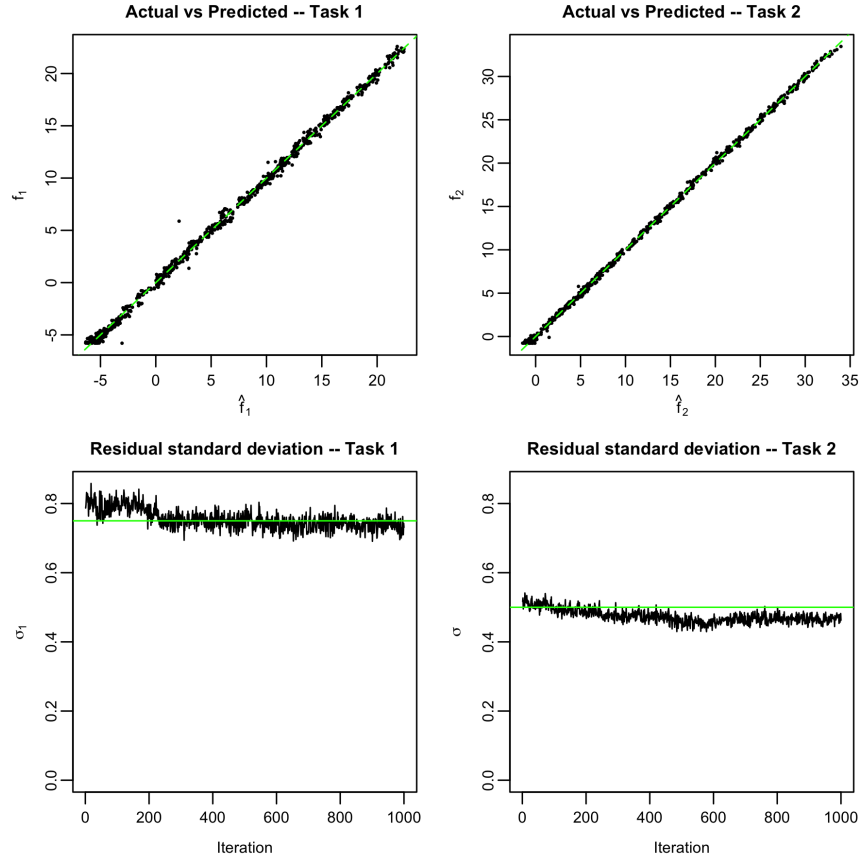 Actual vs Predicted -- Task 1
20
15
10
5
0
-5
f₁
-5 0 5 10 15 20
f̂₁
Actual vs Predicted -- Task 2
30
25
20
15
10
5
0
f₂
0 5 10 15 20 25 30 35
f̂₂
Residual standard deviation -- Task 1
0.8
0.6
0.4
0.2
0.0
σ₁
0 200 400 600 800 1000
Iteration
Residual standard deviation -- Task 2
0.8
0.6
0.4
0.2
0.0
σ
0 200 400 600 800 1000
Iteration